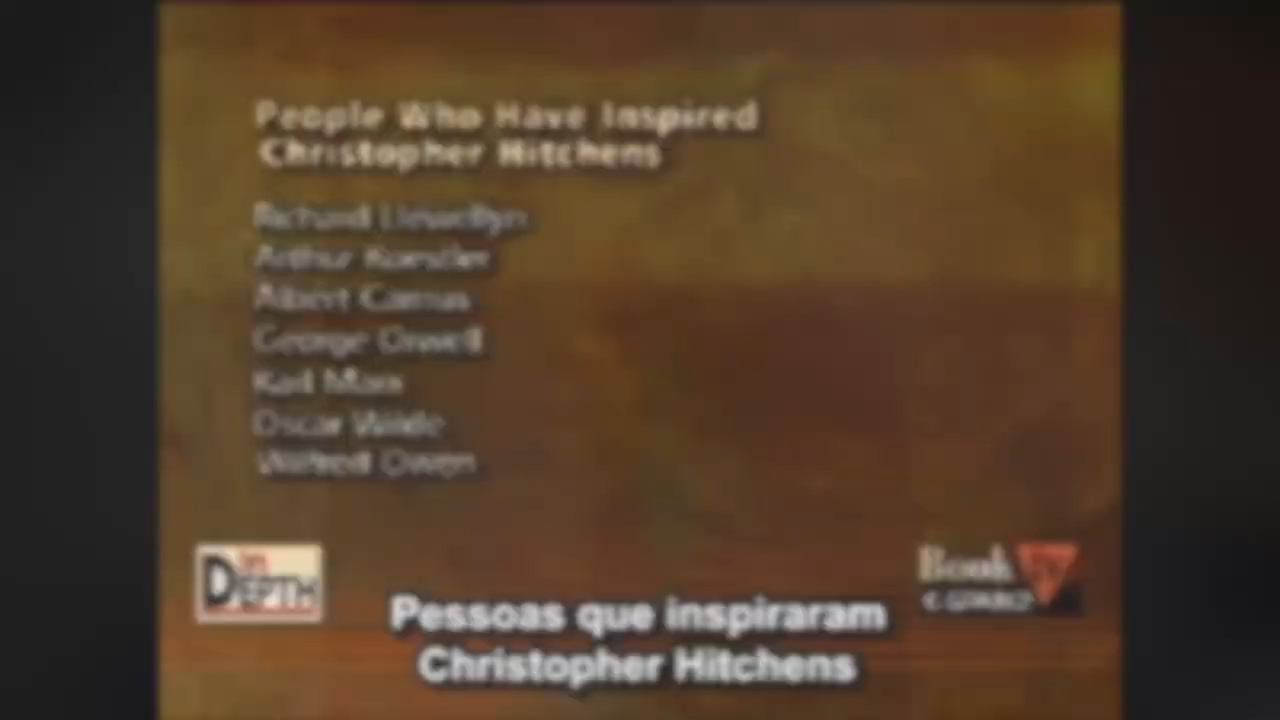 People Who Have Inspired
Christopher Hitchens
Richard Llewellyn
Arthur Koestler
Albert Camus
George Orwell
Karl Marx
Oscar Wilde
Wilfred Owen
In
DEPTH
Book TV
Pessoas que inspiraram
Christopher Hitchens